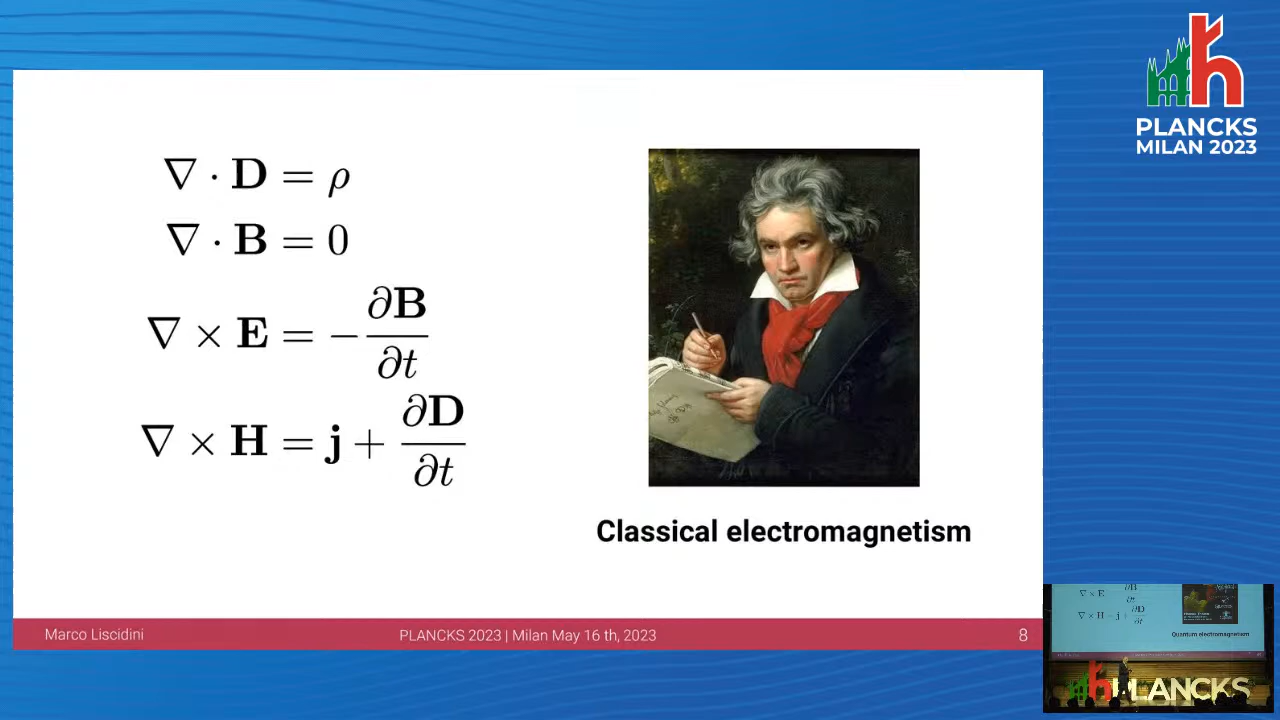 ∇ · D = ρ
∇ · B = 0
∇ × E = −∂B/∂t
∇ × H = j + ∂D/∂t
Classical electromagnetism
Marco Liscidini
PLANCKS 2023 | Milan May 16 th, 2023
8
PLANCKS
MILAN 2023
∇ × E
∇ × H = j +
∂D
∂t
Quantum electromagnetism
PLANCKS